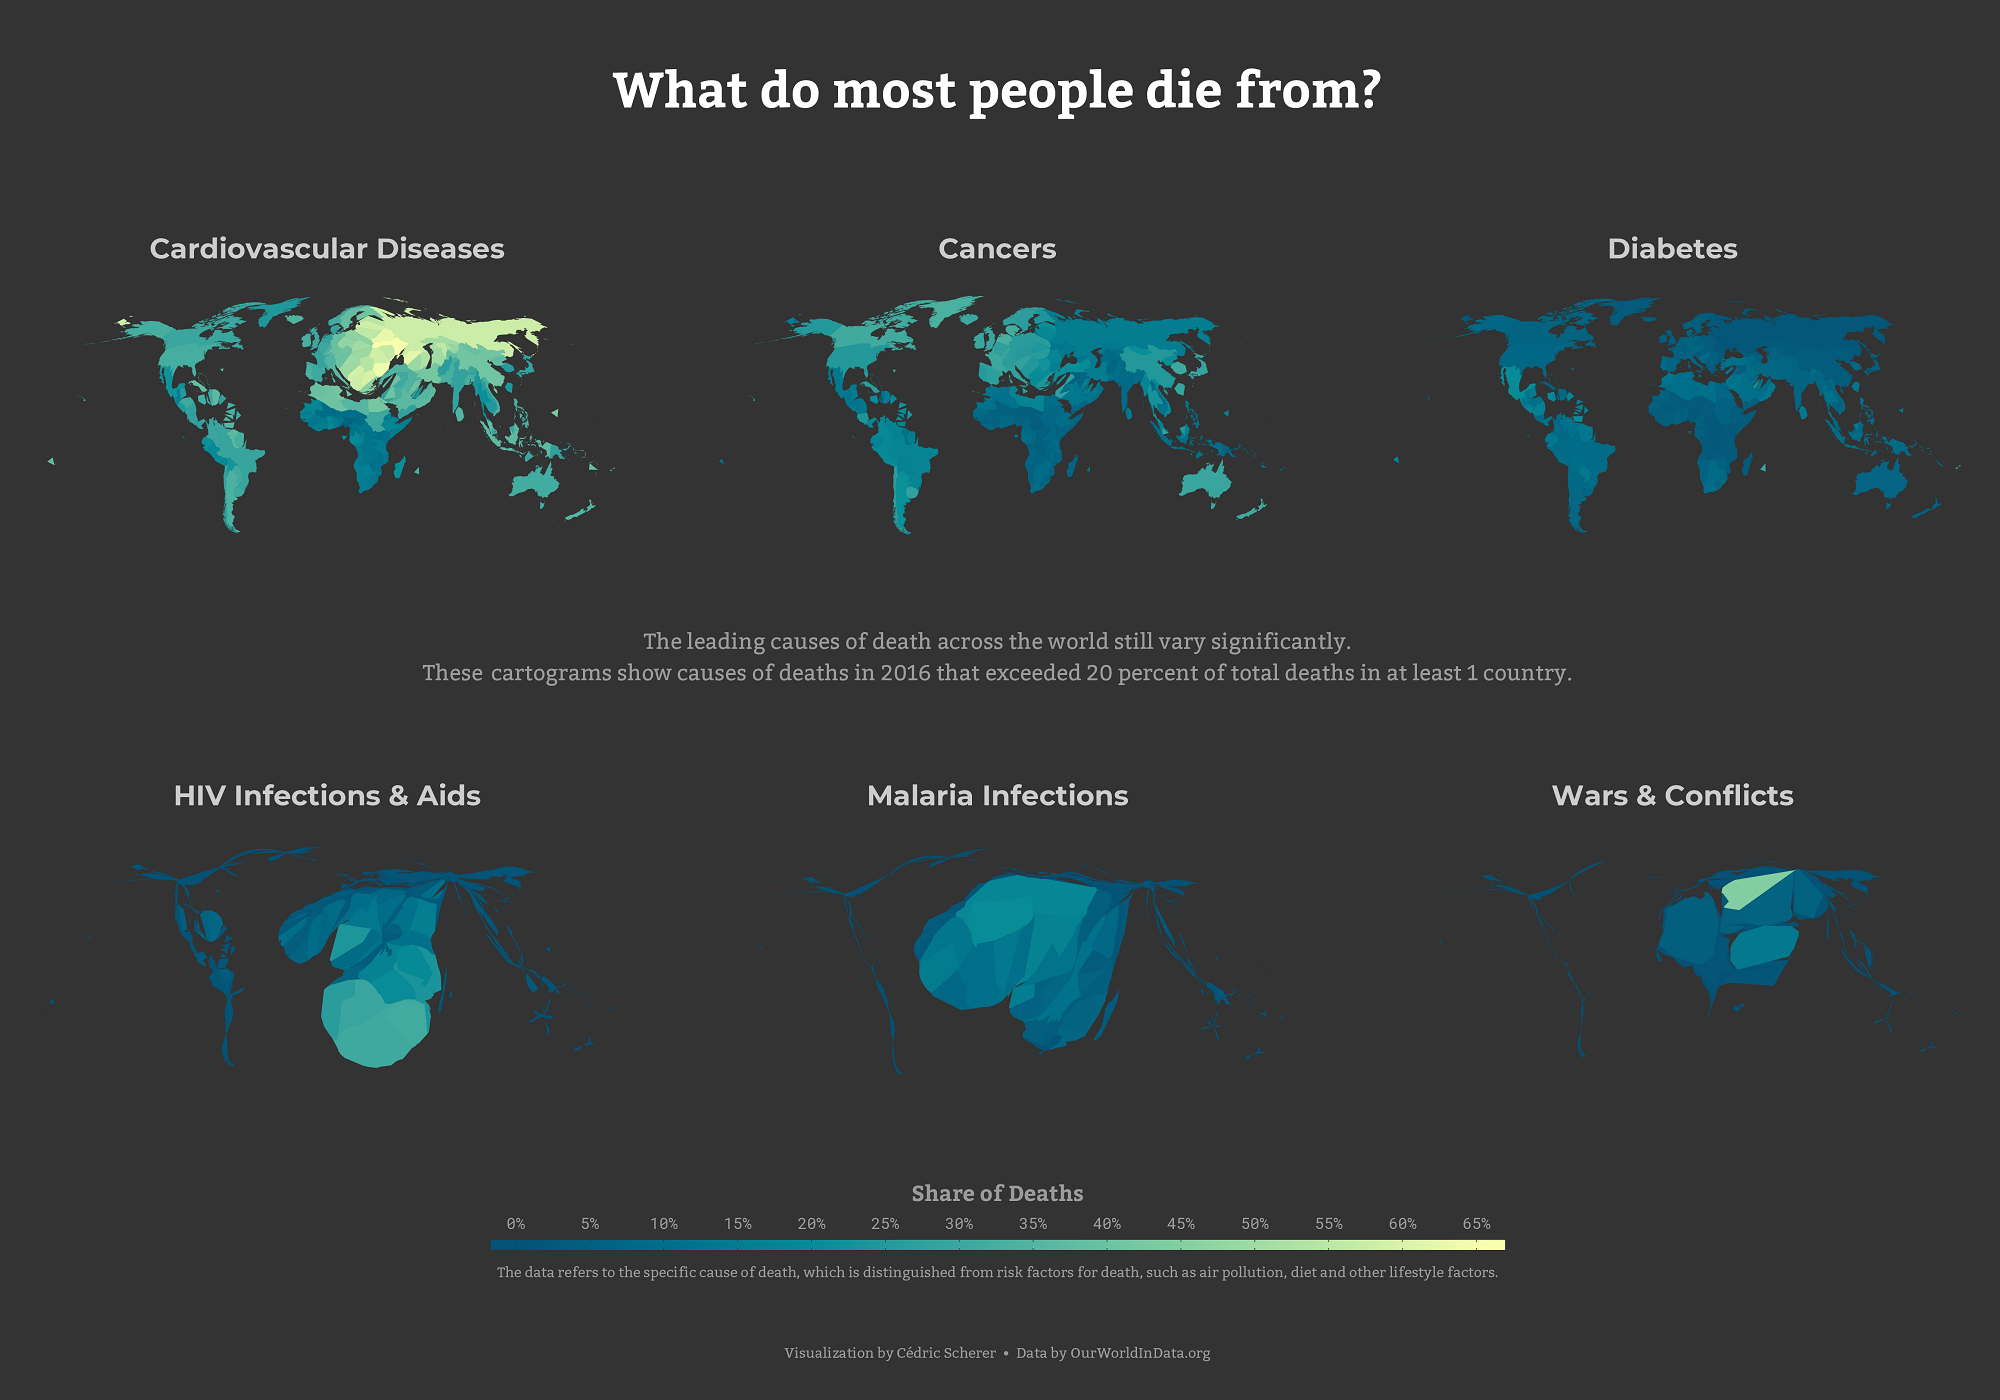 What do most people die from?
Cardiovascular Diseases
Cancers
Diabetes
The leading causes of death across the world still vary significantly.
These cartograms show causes of deaths in 2016 that exceeded 20 percent of total deaths in at least 1 country.
HIV Infections & Aids
Malaria Infections
Wars & Conflicts
Share of Deaths
0% 5% 10% 15% 20% 25% 30% 35% 40% 45% 50% 55% 60% 65%
The data refers to the specific cause of death, which is distinguished from risk factors for death, such as air pollution, diet and other lifestyle factors.
Visualization by Cédric Scherer • Data by OurWorldInData.org